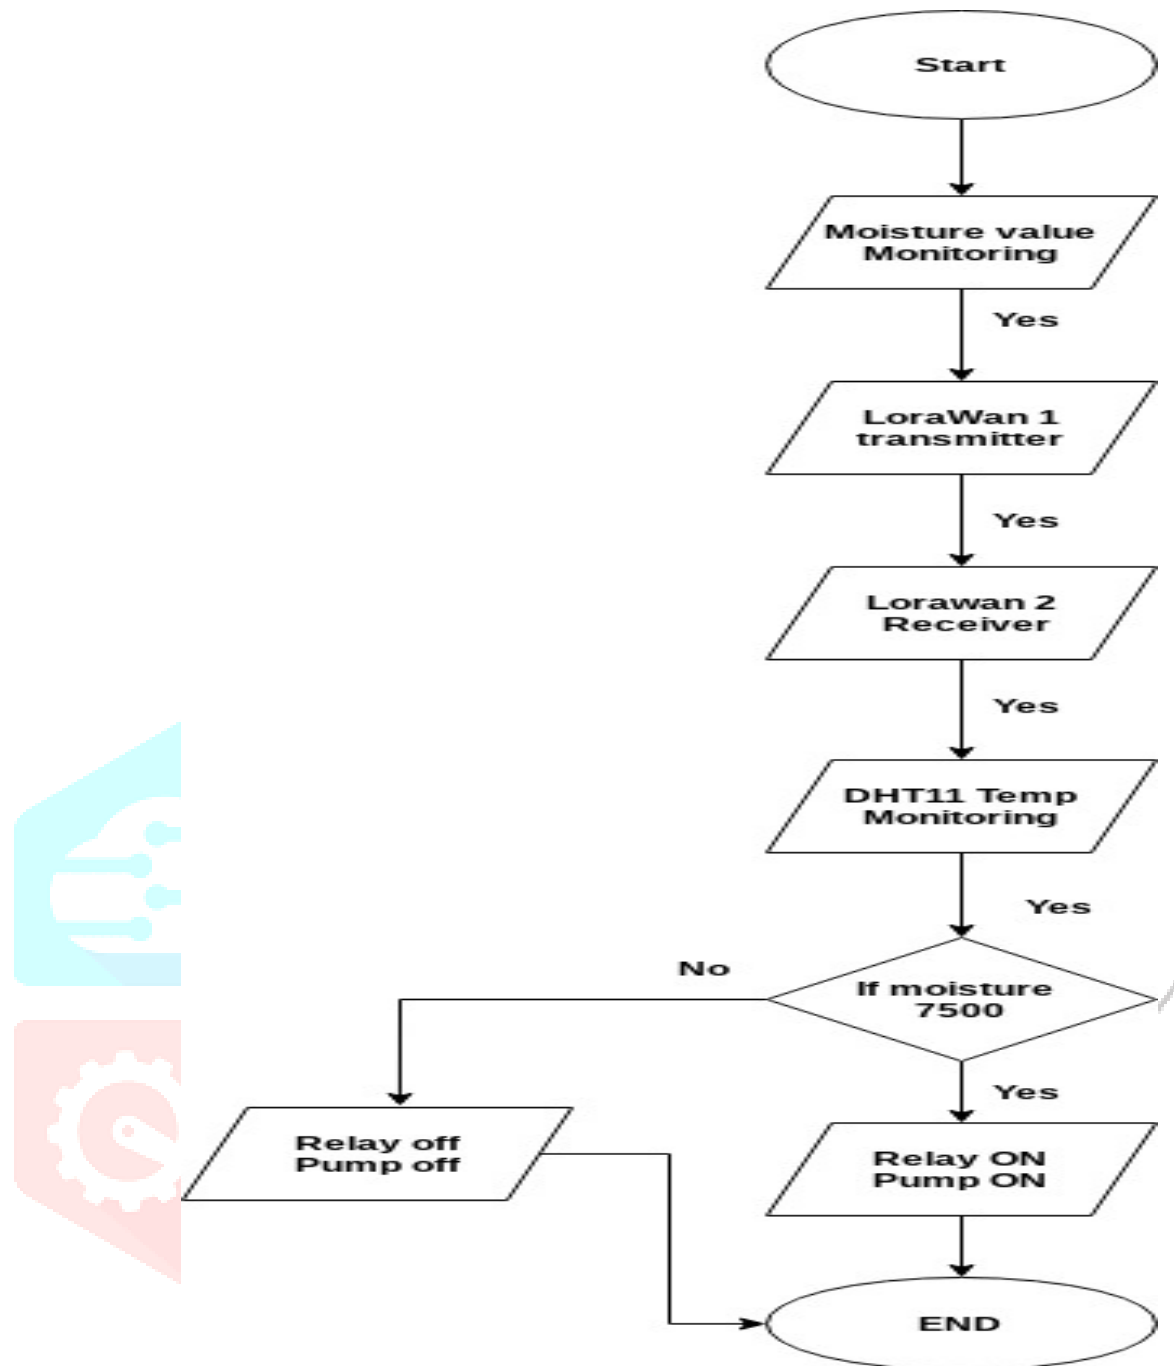 Start
Moisture value
Monitoring
Yes
LoraWan 1
transmitter
Yes
Lorawan 2
Receiver
Yes
DHT11 Temp
Monitoring
Yes
No
If moisture
7500
Yes
Relay off
Pump off
Relay ON
Pump ON
END